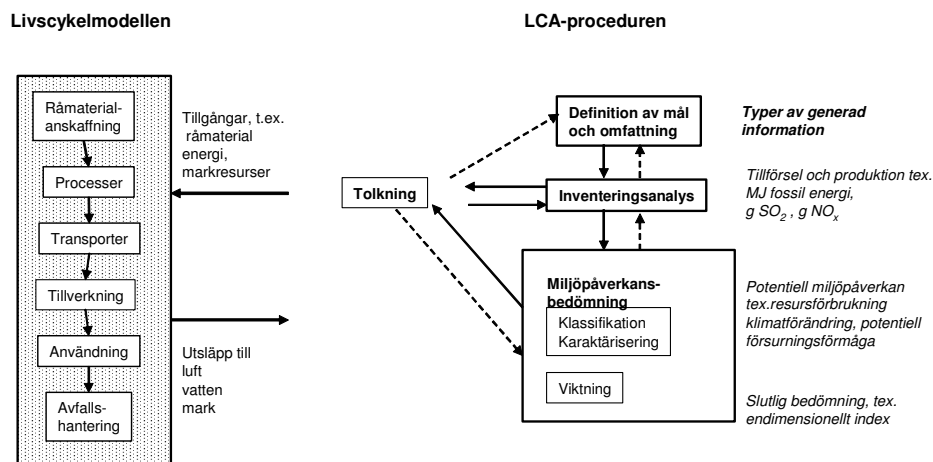 Livscykelmodellen
LCA-proceduren
Råmaterial-
anskaffning
Processer
Transporter
Tillverkning
Användning
Avfalls-
hantering
Tillgångar, t.ex.
råmaterial
energi,
markresurser
Utsläpp till
luft
vatten
mark
Tolkning
Definition av mål
och omfattning
Inventeringsanalys
Miljöpåverkans-
bedömning
Klassifikation
Karaktärisering
Viktning
Typer av generad
information
Tillförsel och produktion tex.
MJ fossil energi,
g SO₂ , g NOₓ
Potentiell miljöpåverkan
tex.resursförbrukning
klimatförändring, potentiell
försurningsförmåga
Slutlig bedömning, tex.
endimensionellt index